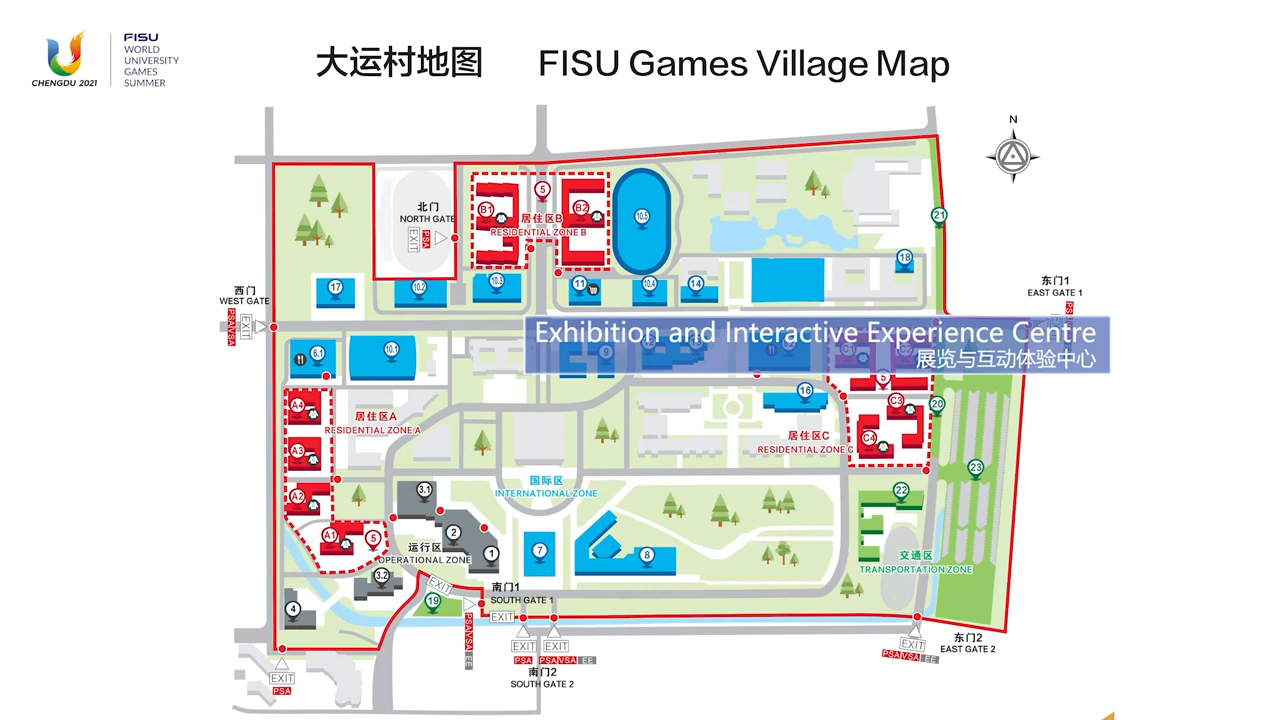 FISU
WORLD
UNIVERSITY
GAMES
SUMMER
CHENGDU 2021
大运村地图 FISU Games Village Map
N
北门
NORTH GATE
EXIT
PSA
5
B1
B2
居住区B
RESIDENTIAL ZONE B
10.5
21
18
西门
WEST GATE
PSA VSA
EXIT
17
10.2
10.3
11
10.4
14
东门1
EAST GATE 1
Exhibition and Interactive Experience Centre
展览与互动体验中心
6.1
10.1
9
5
16
C3
C4
20
居住区C
RESIDENTIAL ZONE C
A4
A3
A2
A1
5
居住区A
RESIDENTIAL ZONE A
国际区
INTERNATIONAL ZONE
23
22
3.1
2
1
运行区
OPERATIONAL ZONE
7
8
交通区
TRANSPORTATION ZONE
3.2
4
EXIT
19
南门1
SOUTH GATE 1
EXIT
PSA VSA EE
EXIT
PSA
EXIT
PSA VSA EE
南门2
SOUTH GATE 2
EXIT
PSA VSA EE
东门2
EAST GATE 2
EXIT
PSA